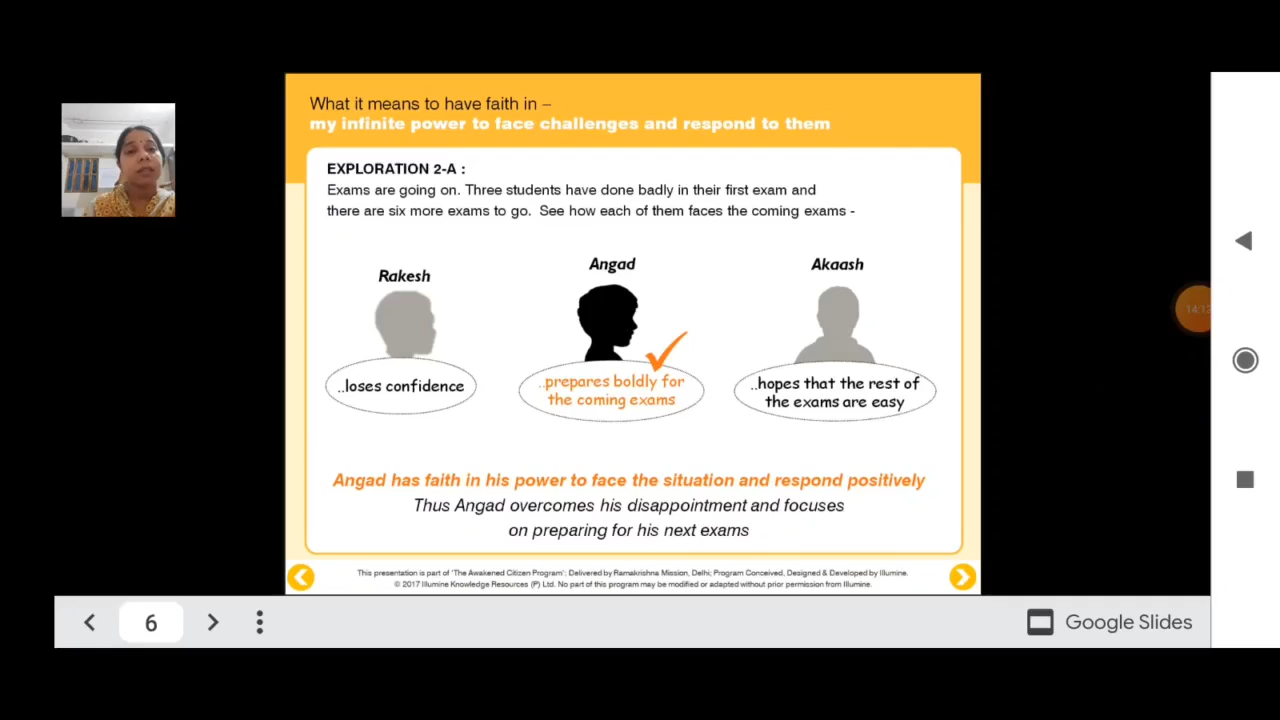 What it means to have faith in –
my infinite power to face challenges and respond to them
EXPLORATION 2-A :
Exams are going on. Three students have done badly in their first exam and
there are six more exams to go. See how each of them faces the coming exams -
Rakesh
Angad
Akaash
..loses confidence
..prepares boldly for
the coming exams
..hopes that the rest of
the exams are easy
Angad has faith in his power to face the situation and respond positively
Thus Angad overcomes his disappointment and focuses
on preparing for his next exams
This presentation is part of 'The Awakened Citizen Program'; Delivered by Ramakrishna Mission, Delhi; Program Conceived, Designed & Developed by Illumine.
© 2017 Illumine Knowledge Resources (P) Ltd. No part of this program may be modified or adapted without prior permission from Illumine.
6
Google Slides
14:12